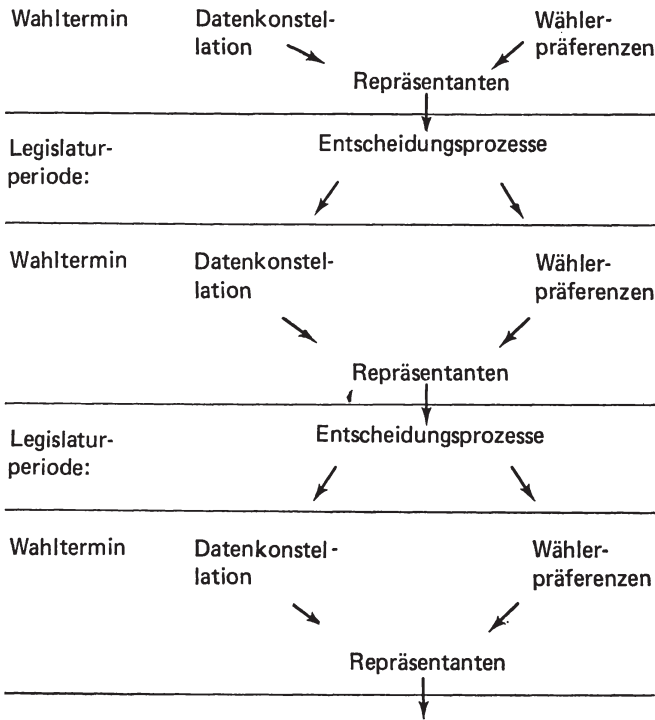 Wahltermin Datenkonstel- Wähler-
lation präferenzen
Repräsentanten
Legislatur- Entscheidungsprozesse
periode:
Wahltermin Datenkonstel- Wähler-
lation präferenzen
Repräsentanten
Legislatur- Entscheidungsprozesse
periode:
Wahltermin Datenkonstel- Wähler-
lation präferenzen
Repräsentanten